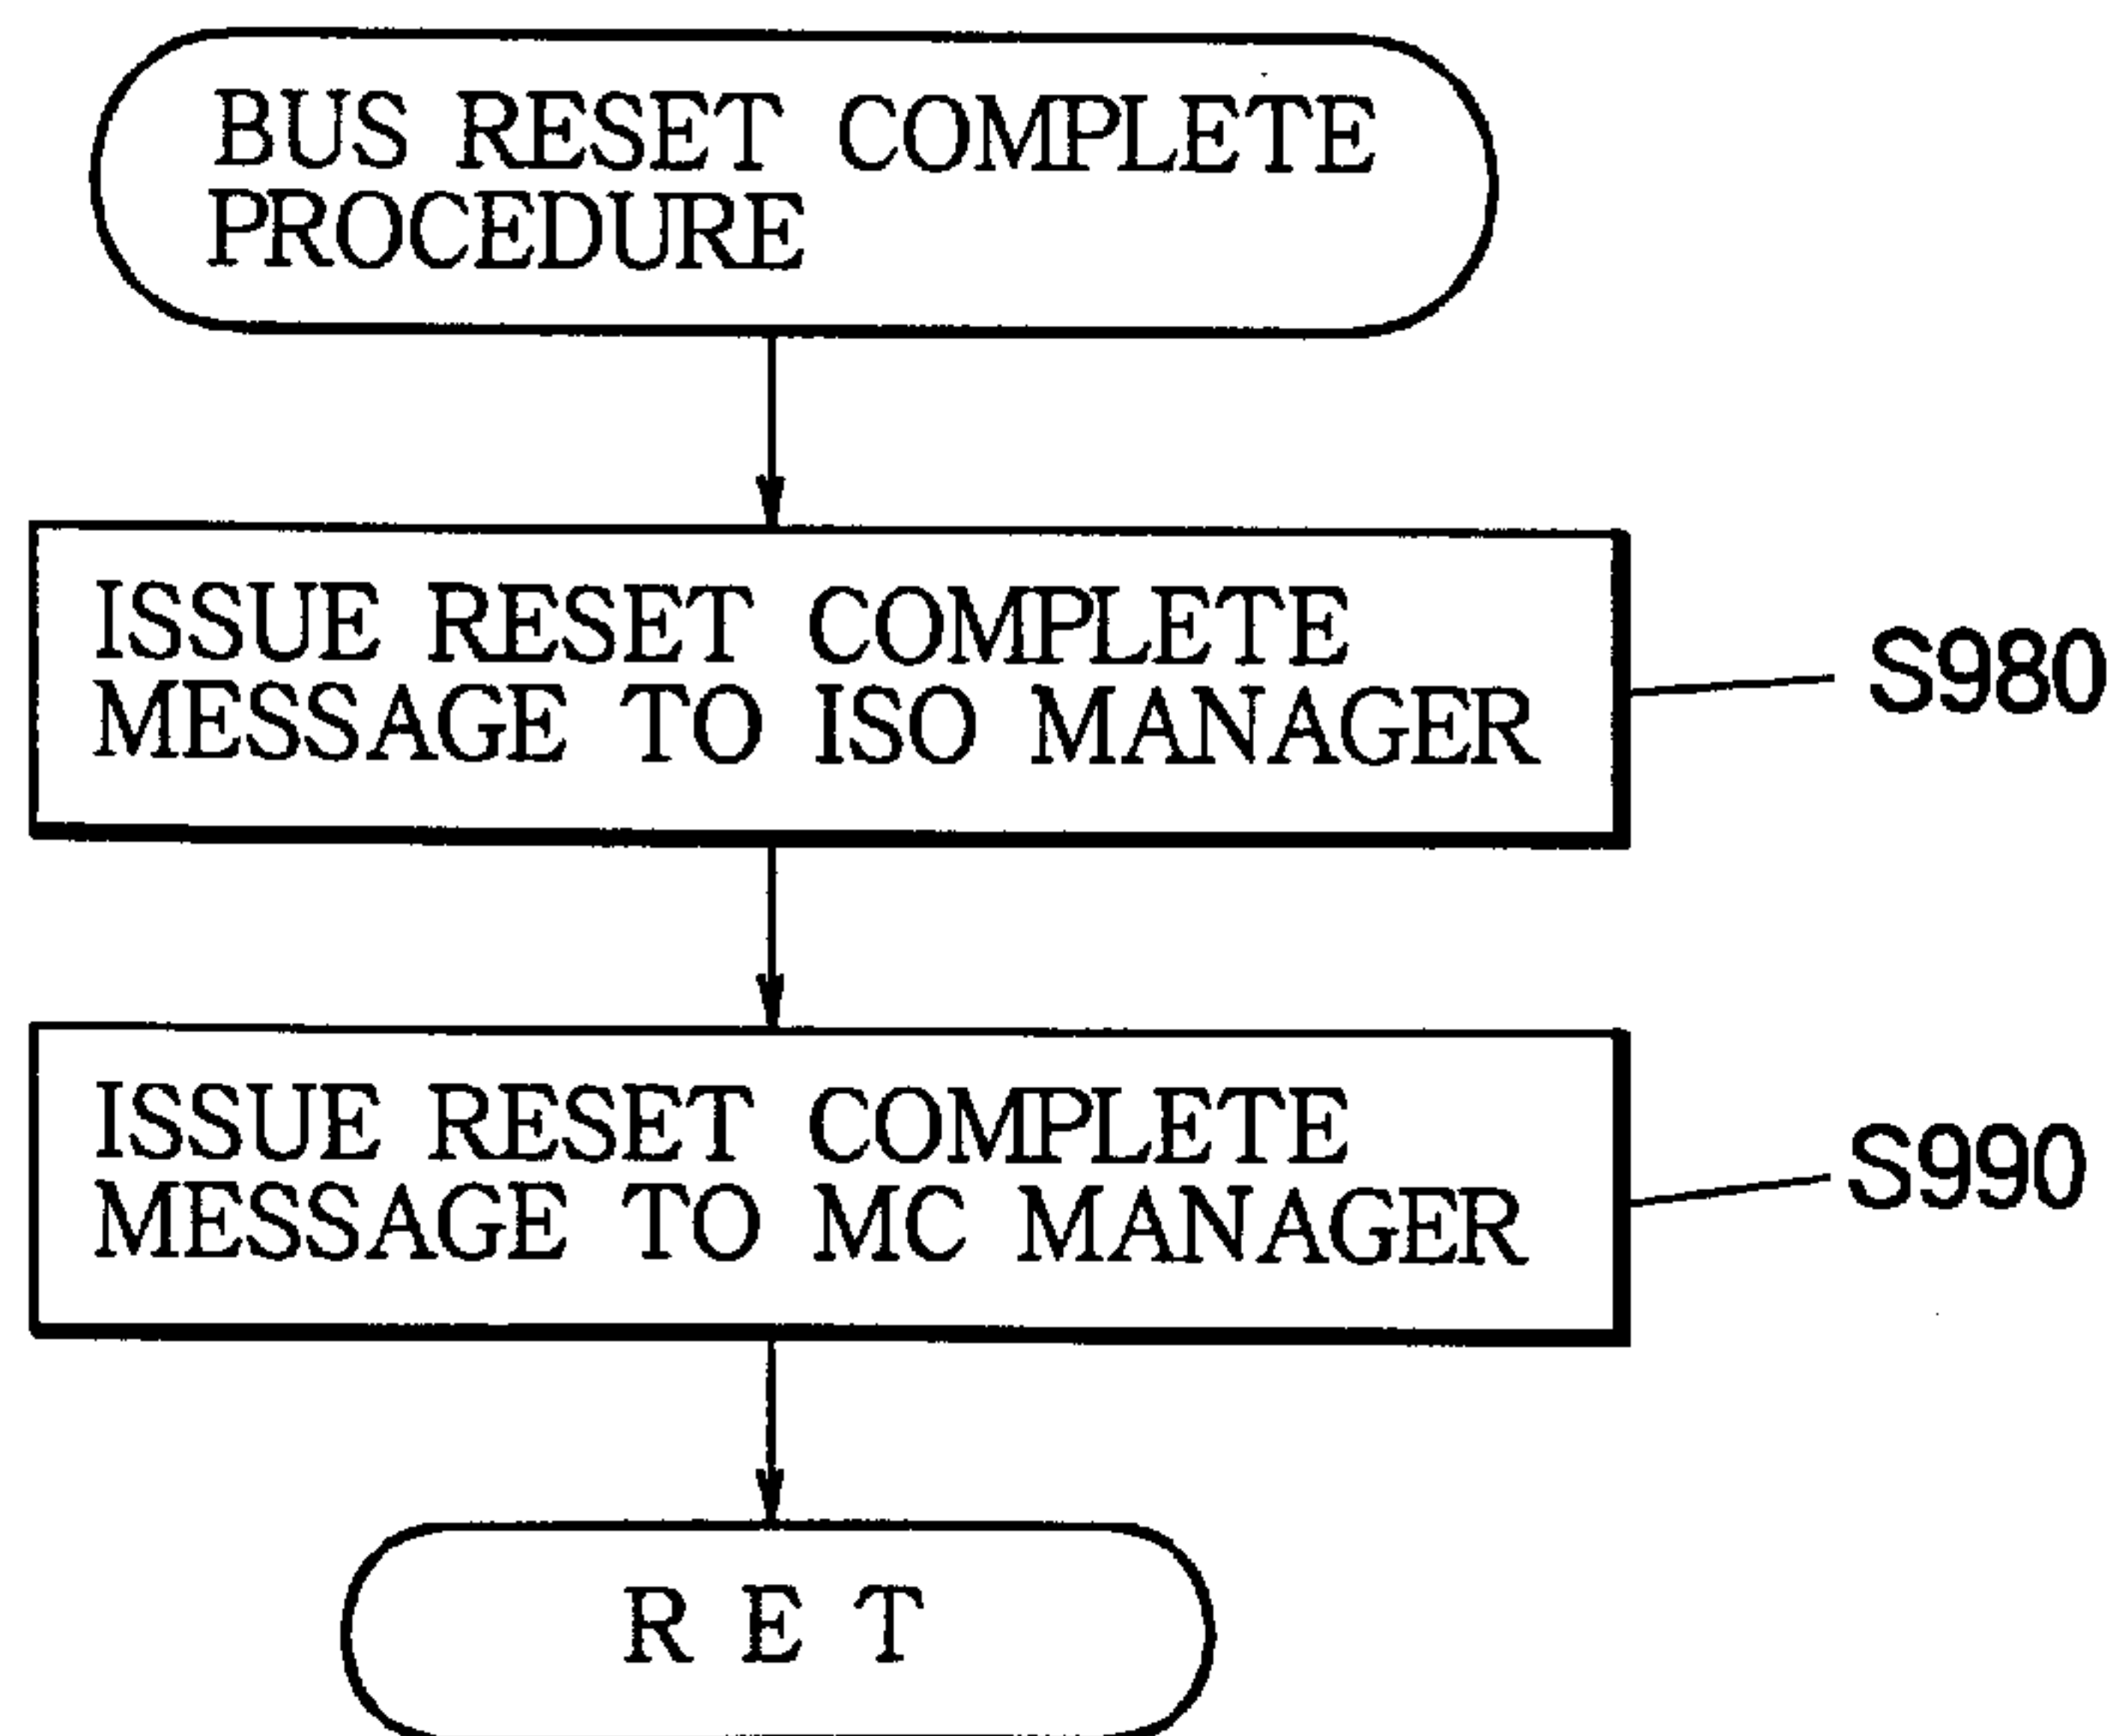 BUS RESET COMPLETE
PROCEDURE
ISSUE RESET COMPLETE
MESSAGE TO ISO MANAGER
S980
ISSUE RESET COMPLETE
MESSAGE TO MC MANAGER
S990
RET